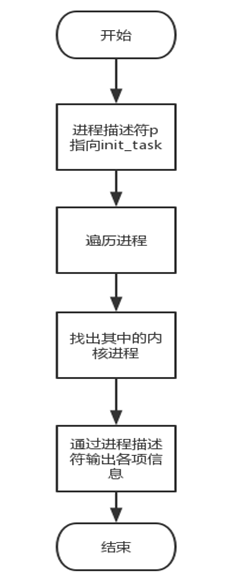 开始
进程描述符p
指向init_task
遍历进程
找出其中的内
核进程
通过进程描述
符输出各项信
息
结束